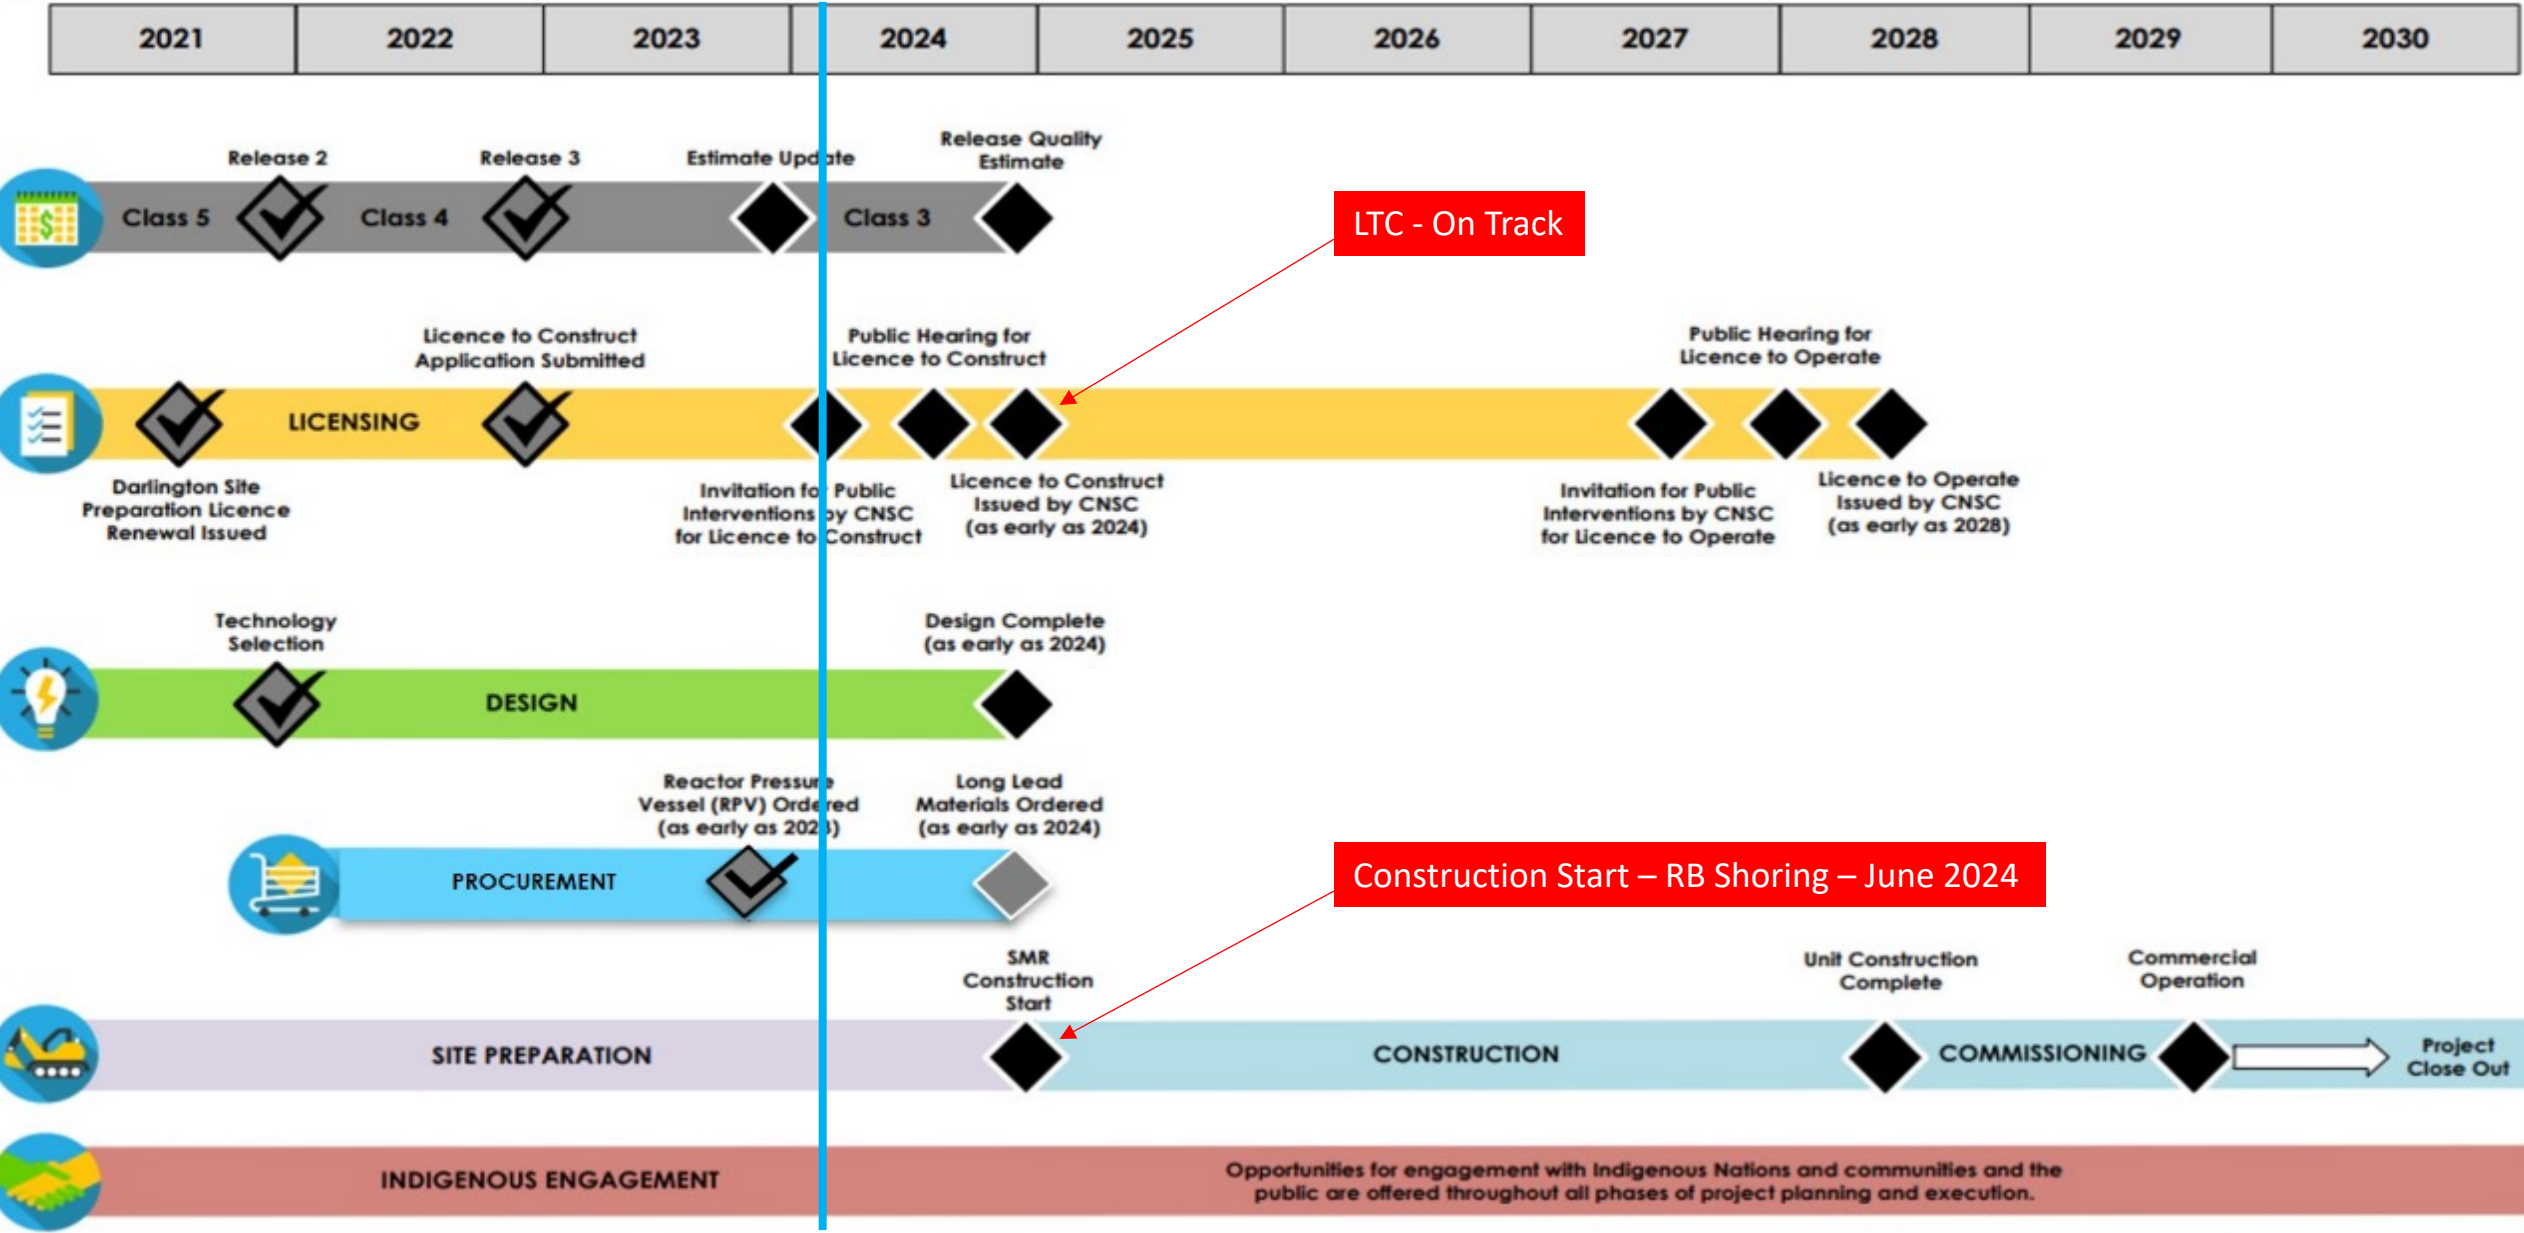 2021 2022 2023 2024 2025 2026 2027 2028 2029 2030
Release 2
Release 3
Estimate Update
Release Quality
Estimate
Class 5
Class 4
Class 3
LTC - On Track
Licence to Construct
Application Submitted
Public Hearing for
Licence to Construct
Public Hearing for
Licence to Operate
LICENSING
Darlington Site
Preparation Licence
Renewal Issued
Invitation for Public
Interventions by CNSC
for Licence to Construct
Licence to Construct
Issued by CNSC
(as early as 2024)
Invitation for Public
Interventions by CNSC
for Licence to Operate
Licence to Operate
Issued by CNSC
(as early as 2028)
Technology
Selection
Design Complete
(as early as 2024)
DESIGN
Reactor Pressure
Vessel (RPV) Ordered
(as early as 2023)
Long Lead
Materials Ordered
(as early as 2024)
PROCUREMENT
Construction Start – RB Shoring – June 2024
SMR
Construction
Start
Unit Construction
Complete
Commercial
Operation
SITE PREPARATION
CONSTRUCTION
COMMISSIONING
Project
Close Out
INDIGENOUS ENGAGEMENT
Opportunities for engagement with Indigenous Nations and communities and the
public are offered throughout all phases of project planning and execution.